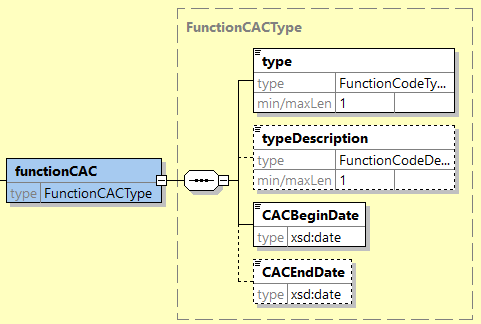 FunctionCACType
type
type FunctionCodeTy...
min/maxLen 1
typeDescription
type FunctionCodeDe...
min/maxLen 1
functionCAC
type FunctionCACType
CACBeginDate
type xsd:date
CACEndDate
type xsd:date